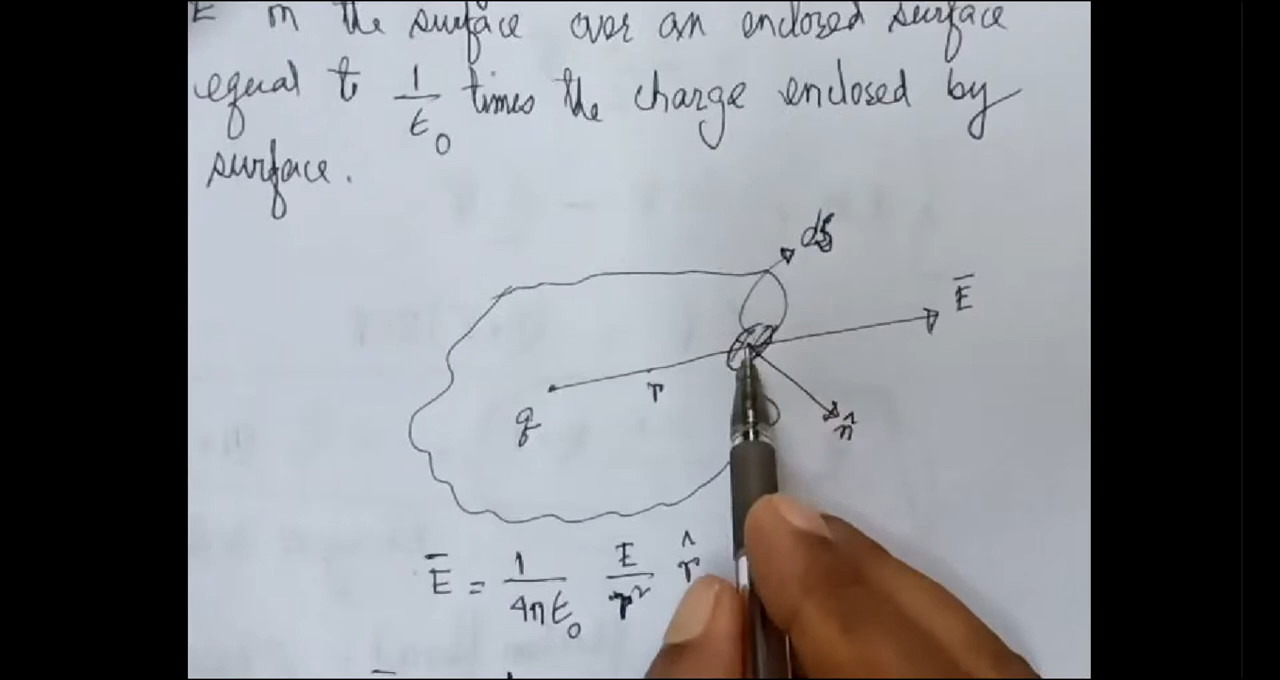 E on the surface over an enclosed surface
equal to 1/ε₀ times the charge enclosed by
surface.
ds
E̅
r
q
n̂
E̅ = 1/4πε₀ E/r² r̂